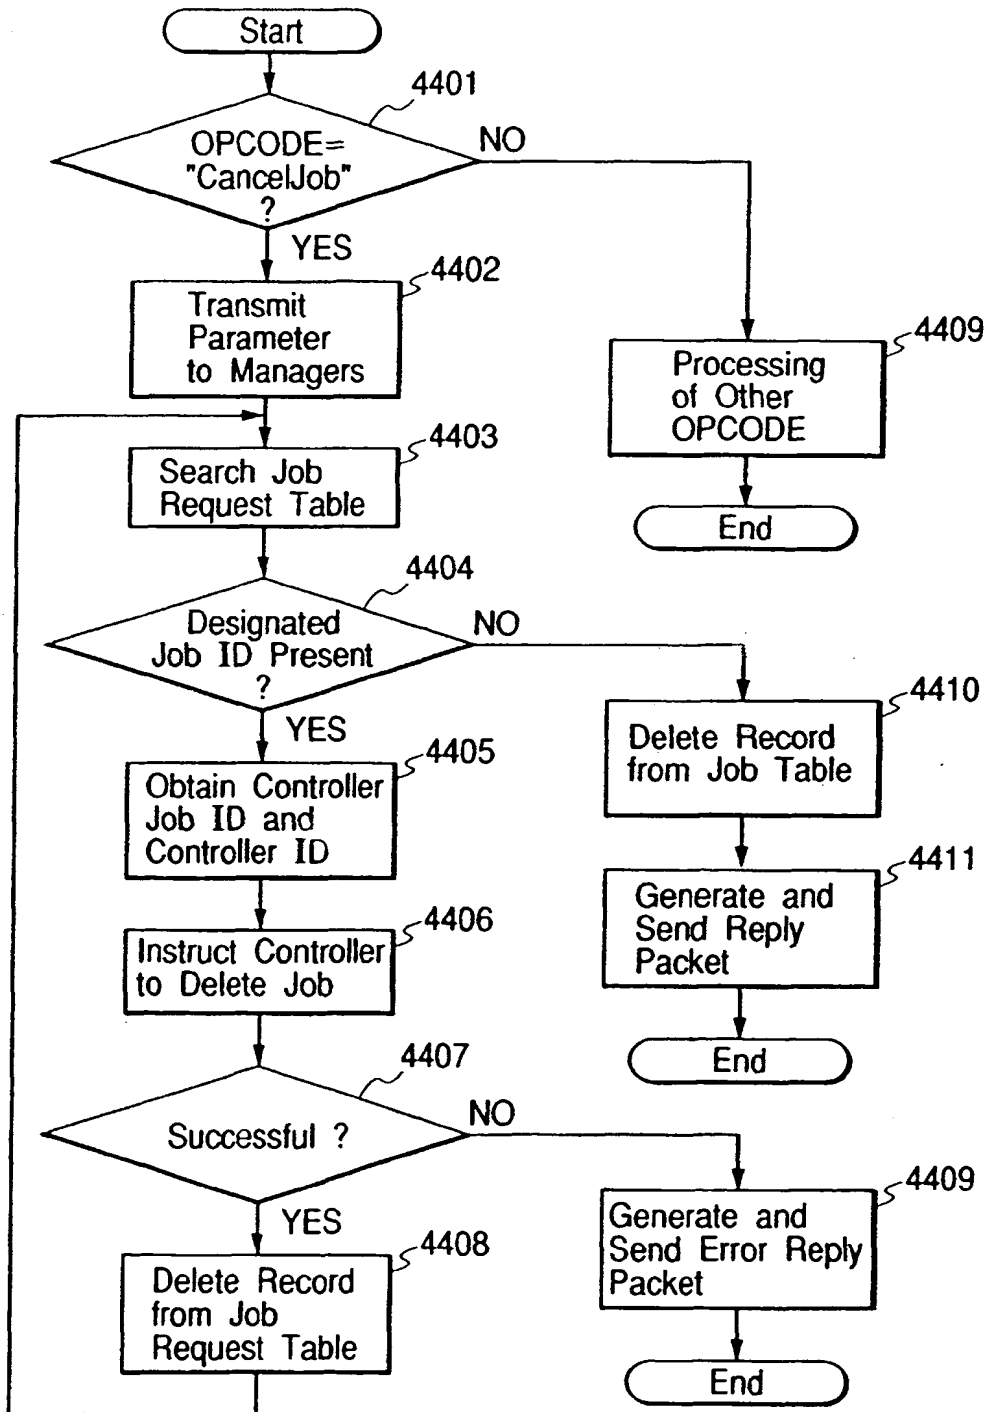 Start
4401
OPCODE=
"CancelJob"
?
NO
YES
4402
Transmit
Parameter
to Managers
4409
Processing
of Other
OPCODE
End
4403
Search Job
Request Table
4404
Designated
Job ID Present
?
NO
YES
4410
Delete Record
from Job Table
4405
Obtain Controller
Job ID and
Controller ID
4411
Generate and
Send Reply
Packet
End
4406
Instruct Controller
to Delete Job
4407
Successful ?
NO
YES
4409
Generate and
Send Error Reply
Packet
End
4408
Delete Record
from Job
Request Table